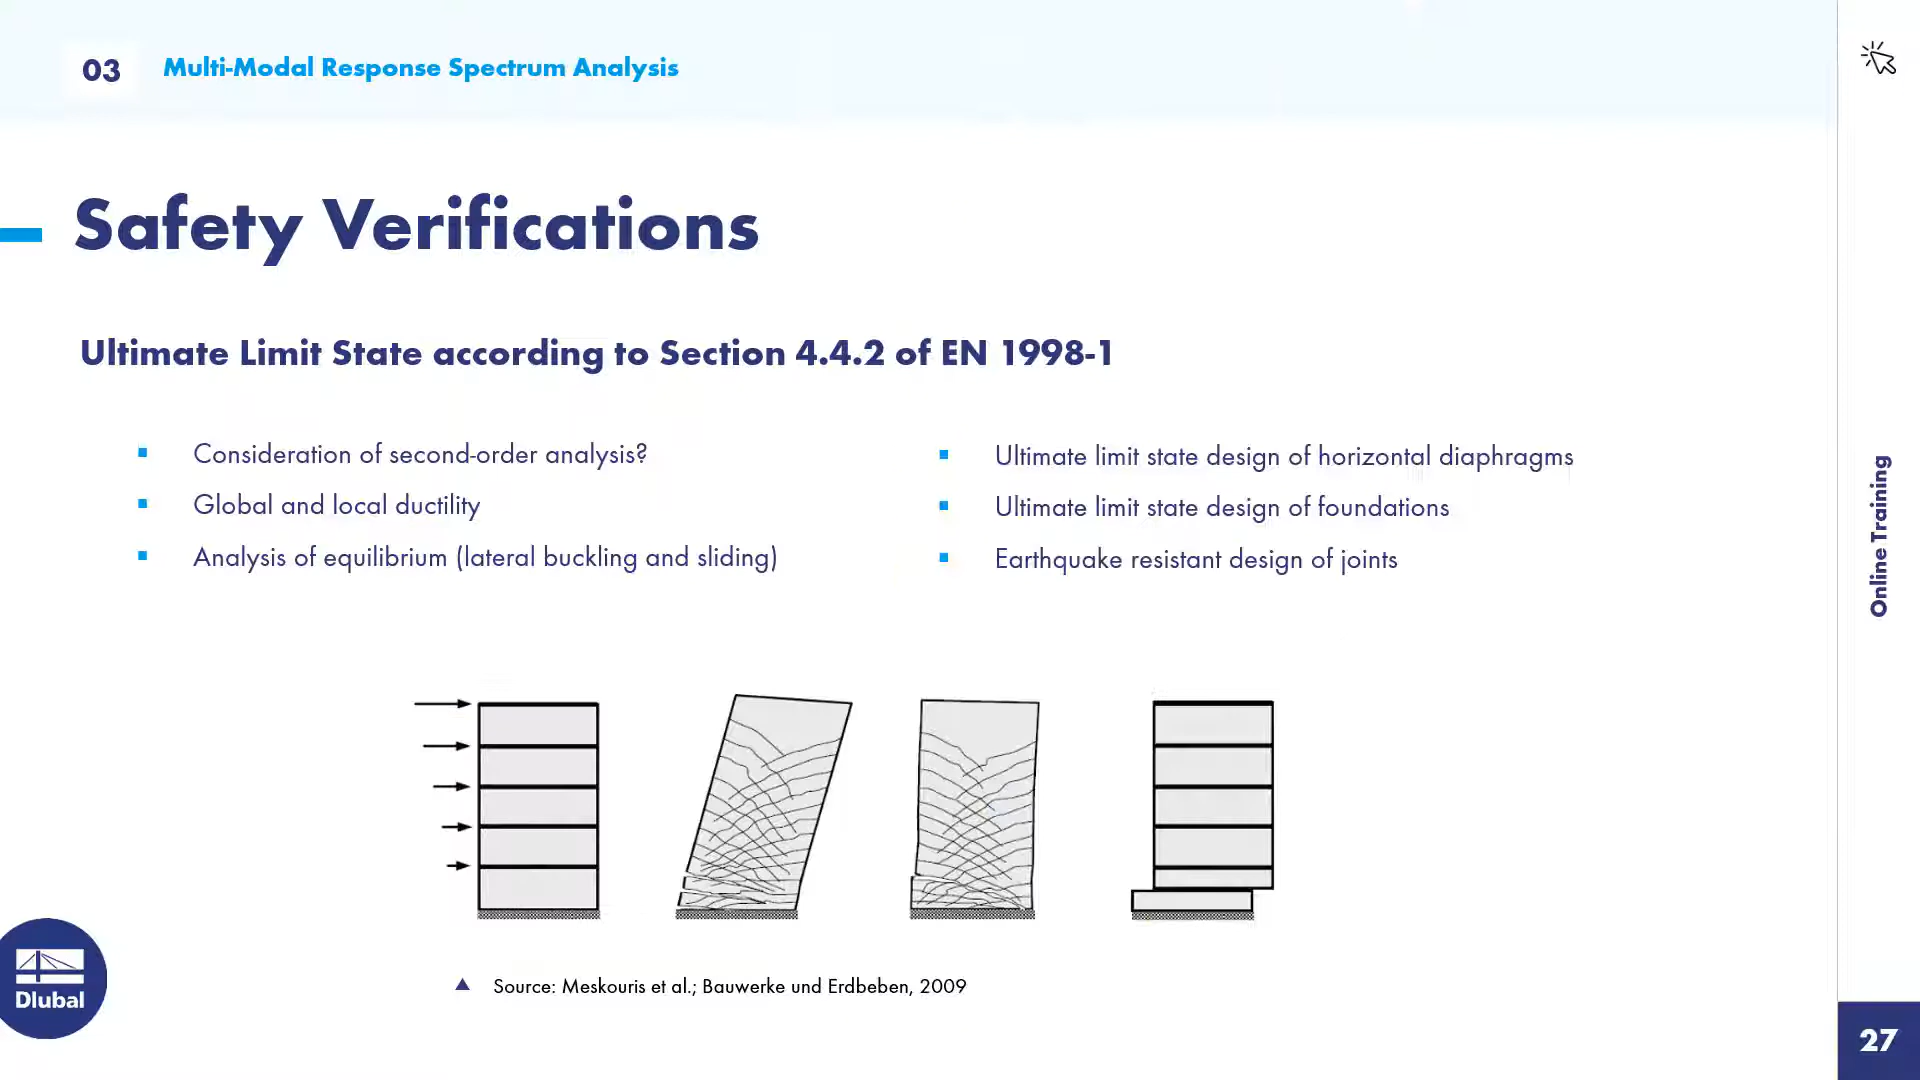 03
Multi-Modal Response Spectrum Analysis
Safety Verifications
Ultimate Limit State according to Section 4.4.2 of EN 1998-1
Consideration of second-order analysis?
Global and local ductility
Analysis of equilibrium (lateral buckling and sliding)
Ultimate limit state design of horizontal diaphragms
Ultimate limit state design of foundations
Earthquake resistant design of joints
Source: Meskouris et al.; Bauwerke und Erdbeben, 2009
Dlubal
Online Training
27